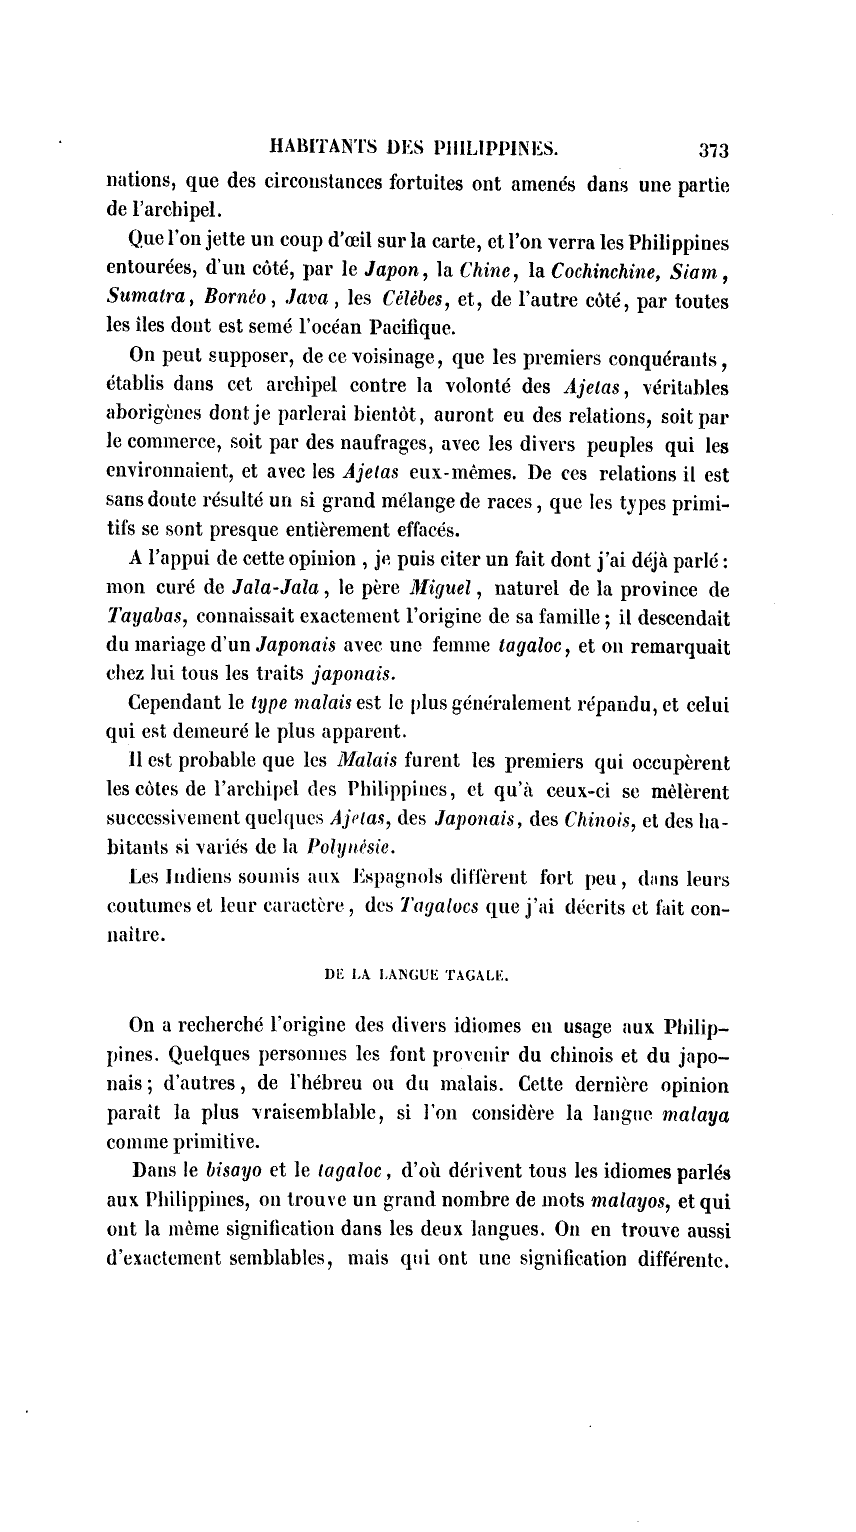 HABITANTS DES PHILIPPINES. 373
nations, que des circonstances fortuites ont amenés dans une partie
de l'archipel.
Que l'on jette un coup d'œil sur la carte, et l'on verra les Philippines
entourées, d'un côté, par le Japon, la Chine, la Cochinchine, Siam,
Sumatra, Bornéo, Java, les Célèbes, et, de l'autre côté, par toutes
les îles dont est semé l'océan Pacifique.
On peut supposer, de ce voisinage, que les premiers conquérants,
établis dans cet archipel contre la volonté des Ajetas, véritables
aborigènes dont je parlerai bientôt, auront eu des relations, soit par
le commerce, soit par des naufrages, avec les divers peuples qui les
environnaient, et avec les Ajetas eux-mêmes. De ces relations il est
sans doute résulté un si grand mélange de races, que les types primi-
tifs se sont presque entièrement effacés.
A l'appui de cette opinion, je puis citer un fait dont j'ai déjà parlé :
mon curé de Jala-Jala, le père Miguel, naturel de la province de
Tayabas, connaissait exactement l'origine de sa famille ; il descendait
du mariage d'un Japonais avec une femme tagaloc, et on remarquait
chez lui tous les traits japonais.
Cependant le type malais est le plus généralement répandu, et celui
qui est demeuré le plus apparent.
Il est probable que les Malais furent les premiers qui occupèrent
les côtes de l'archipel des Philippines, et qu'à ceux-ci se mêlèrent
successivement quelques Ajetas, des Japonais, des Chinois, et des ha-
bitants si variés de la Polynésie.
Les Indiens soumis aux Espagnols diffèrent fort peu, dans leurs
coutumes et leur caractère, des Tagalocs que j'ai décrits et fait con-
naître.
DE LA LANGUE TAGALE.
On a recherché l'origine des divers idiomes en usage aux Philip-
pines. Quelques personnes les font provenir du chinois et du japo-
nais ; d'autres, de l'hébreu ou du malais. Cette dernière opinion
paraît la plus vraisemblable, si l'on considère la langue malaya
comme primitive.
Dans le bisayo et le tagaloc, d'où dérivent tous les idiomes parlés
aux Philippines, on trouve un grand nombre de mots malayos, et qui
ont la même signification dans les deux langues. On en trouve aussi
d'exactement semblables, mais qui ont une signification différente.